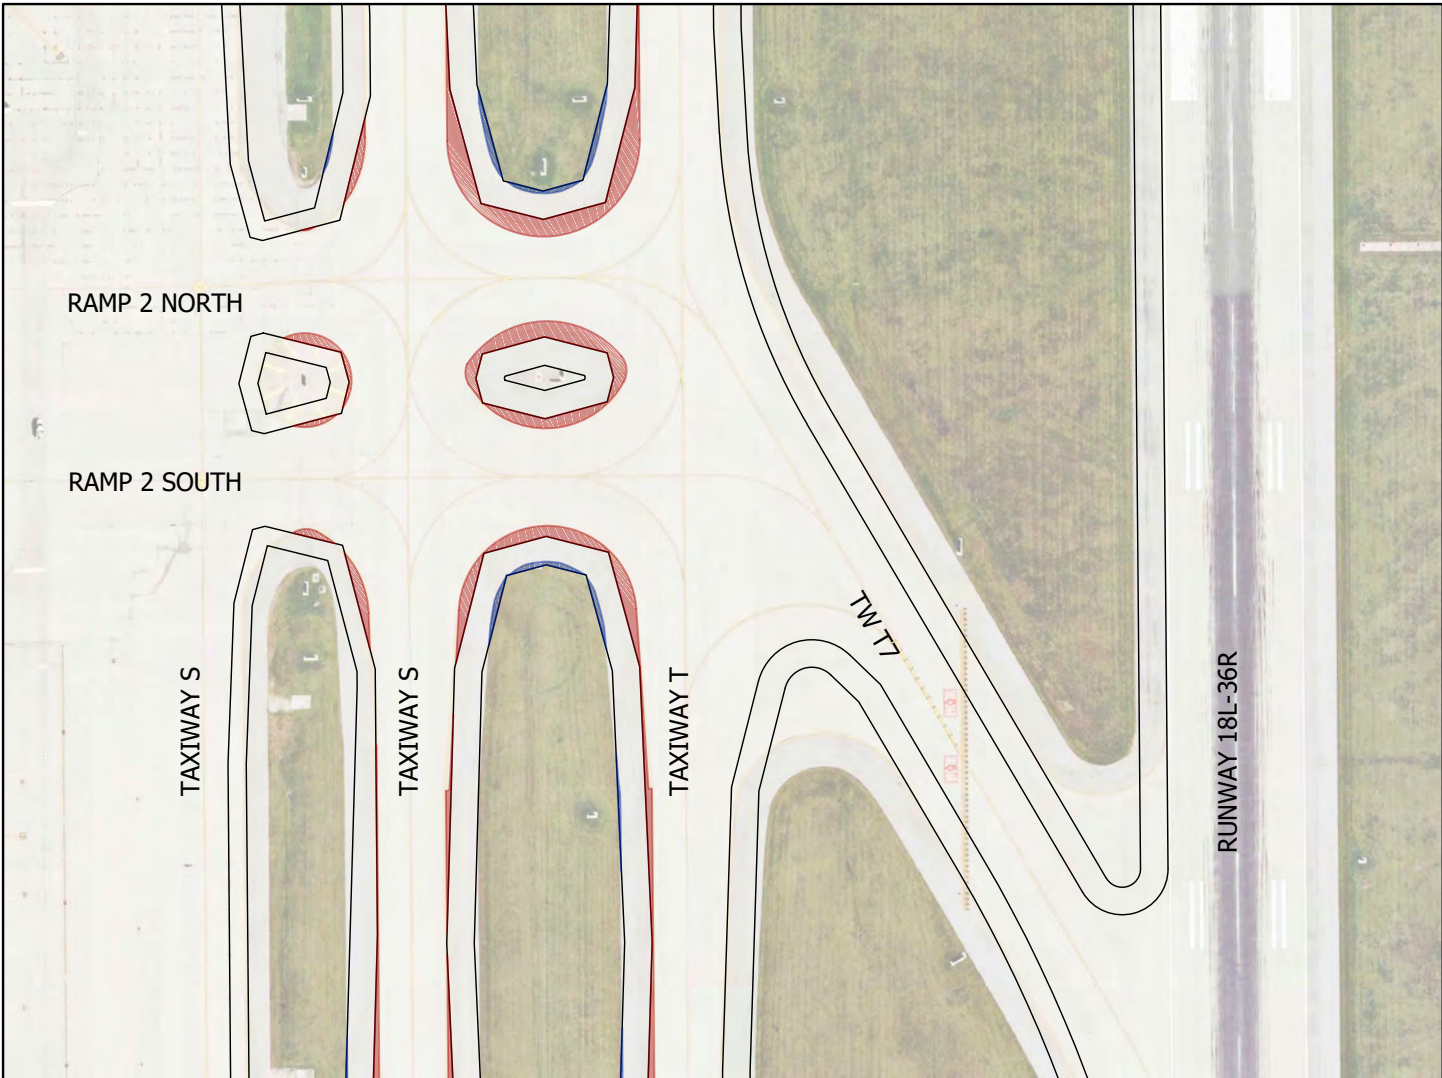 RAMP 2 NORTH
RAMP 2 SOUTH
TW T7
TAXIWAY S
TAXIWAY S
TAXIWAY T
RUNWAY 18L-36R